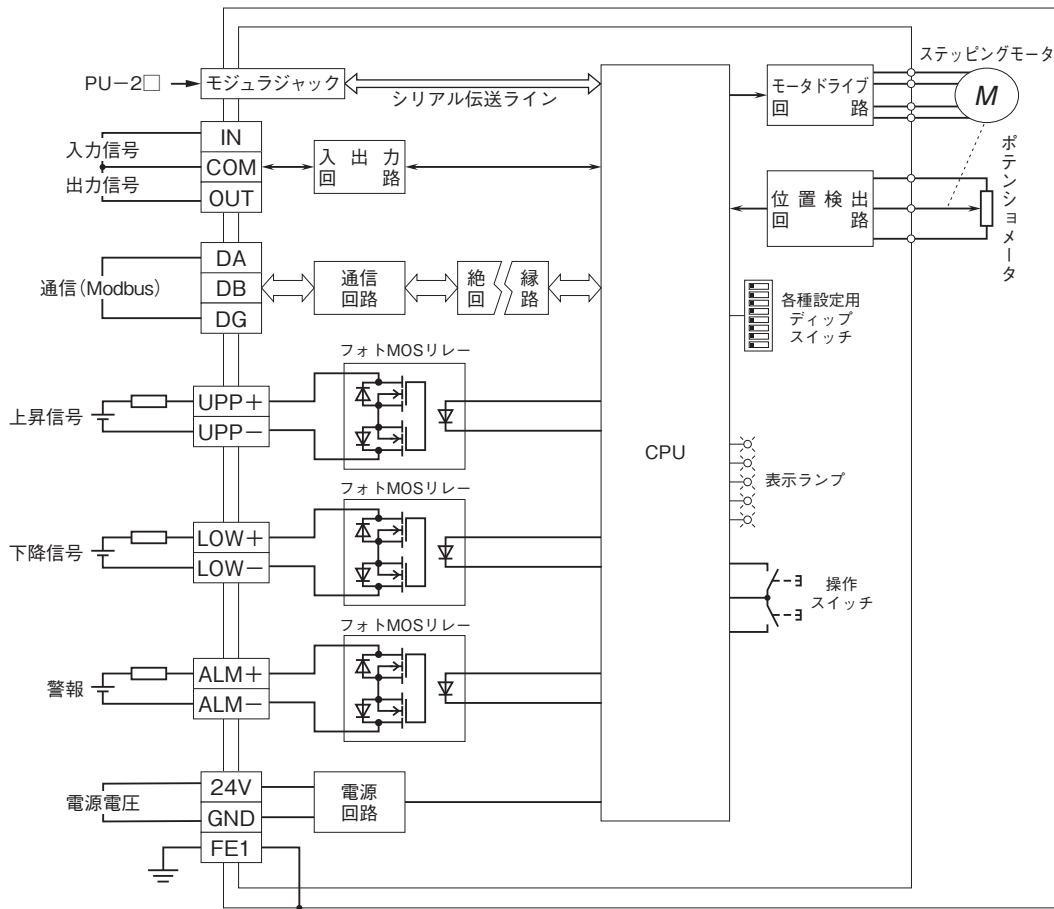 PU−2□
モジュラジャック
シリアル伝送ライン
入力信号
出力信号
IN
COM
OUT
入出力
回路
通信(Modbus)
DA
DB
DG
通信
回路
絶縁
回路
フォトMOSリレー
上昇信号
UPP+
UPP−
フォトMOSリレー
下降信号
LOW+
LOW−
フォトMOSリレー
警報
ALM+
ALM−
電源電圧
24V
GND
FE1
電源
回路
CPU
モータドライブ
回路
ステッピングモータ
M
位置検出
回路
ポテンショメータ
各種設定用
ディップ
スイッチ
表示ランプ
操作
スイッチ